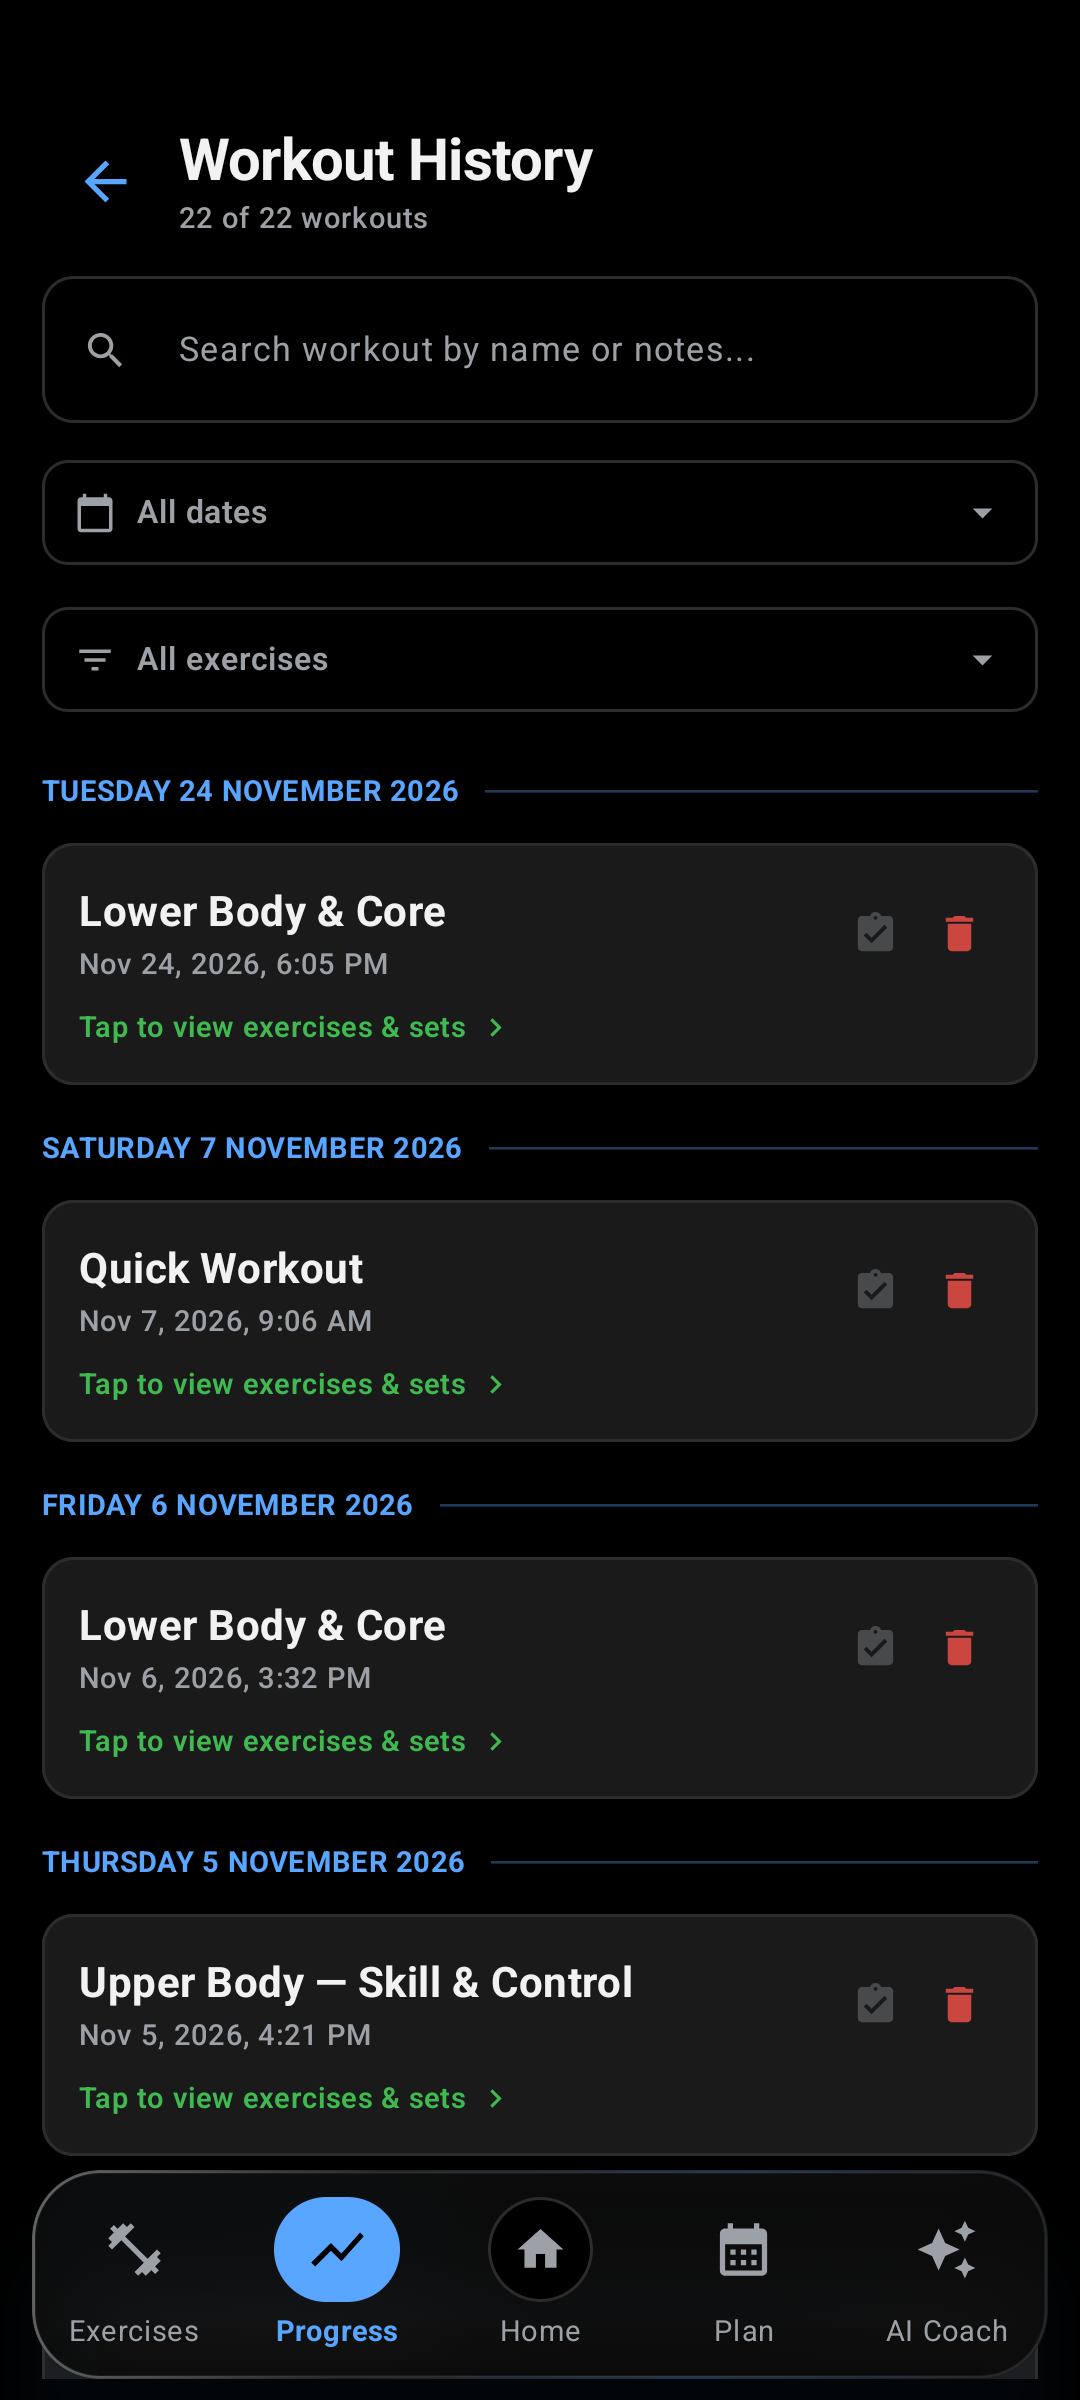 Workout History
22 of 22 workouts
Search workout by name or notes...
All dates
All exercises
TUESDAY 24 NOVEMBER 2026
Lower Body & Core
Nov 24, 2026, 6:05 PM
Tap to view exercises & sets
SATURDAY 7 NOVEMBER 2026
Quick Workout
Nov 7, 2026, 9:06 AM
Tap to view exercises & sets
FRIDAY 6 NOVEMBER 2026
Lower Body & Core
Nov 6, 2026, 3:32 PM
Tap to view exercises & sets
THURSDAY 5 NOVEMBER 2026
Upper Body — Skill & Control
Nov 5, 2026, 4:21 PM
Tap to view exercises & sets
Exercises
Progress
Home
Plan
AI Coach